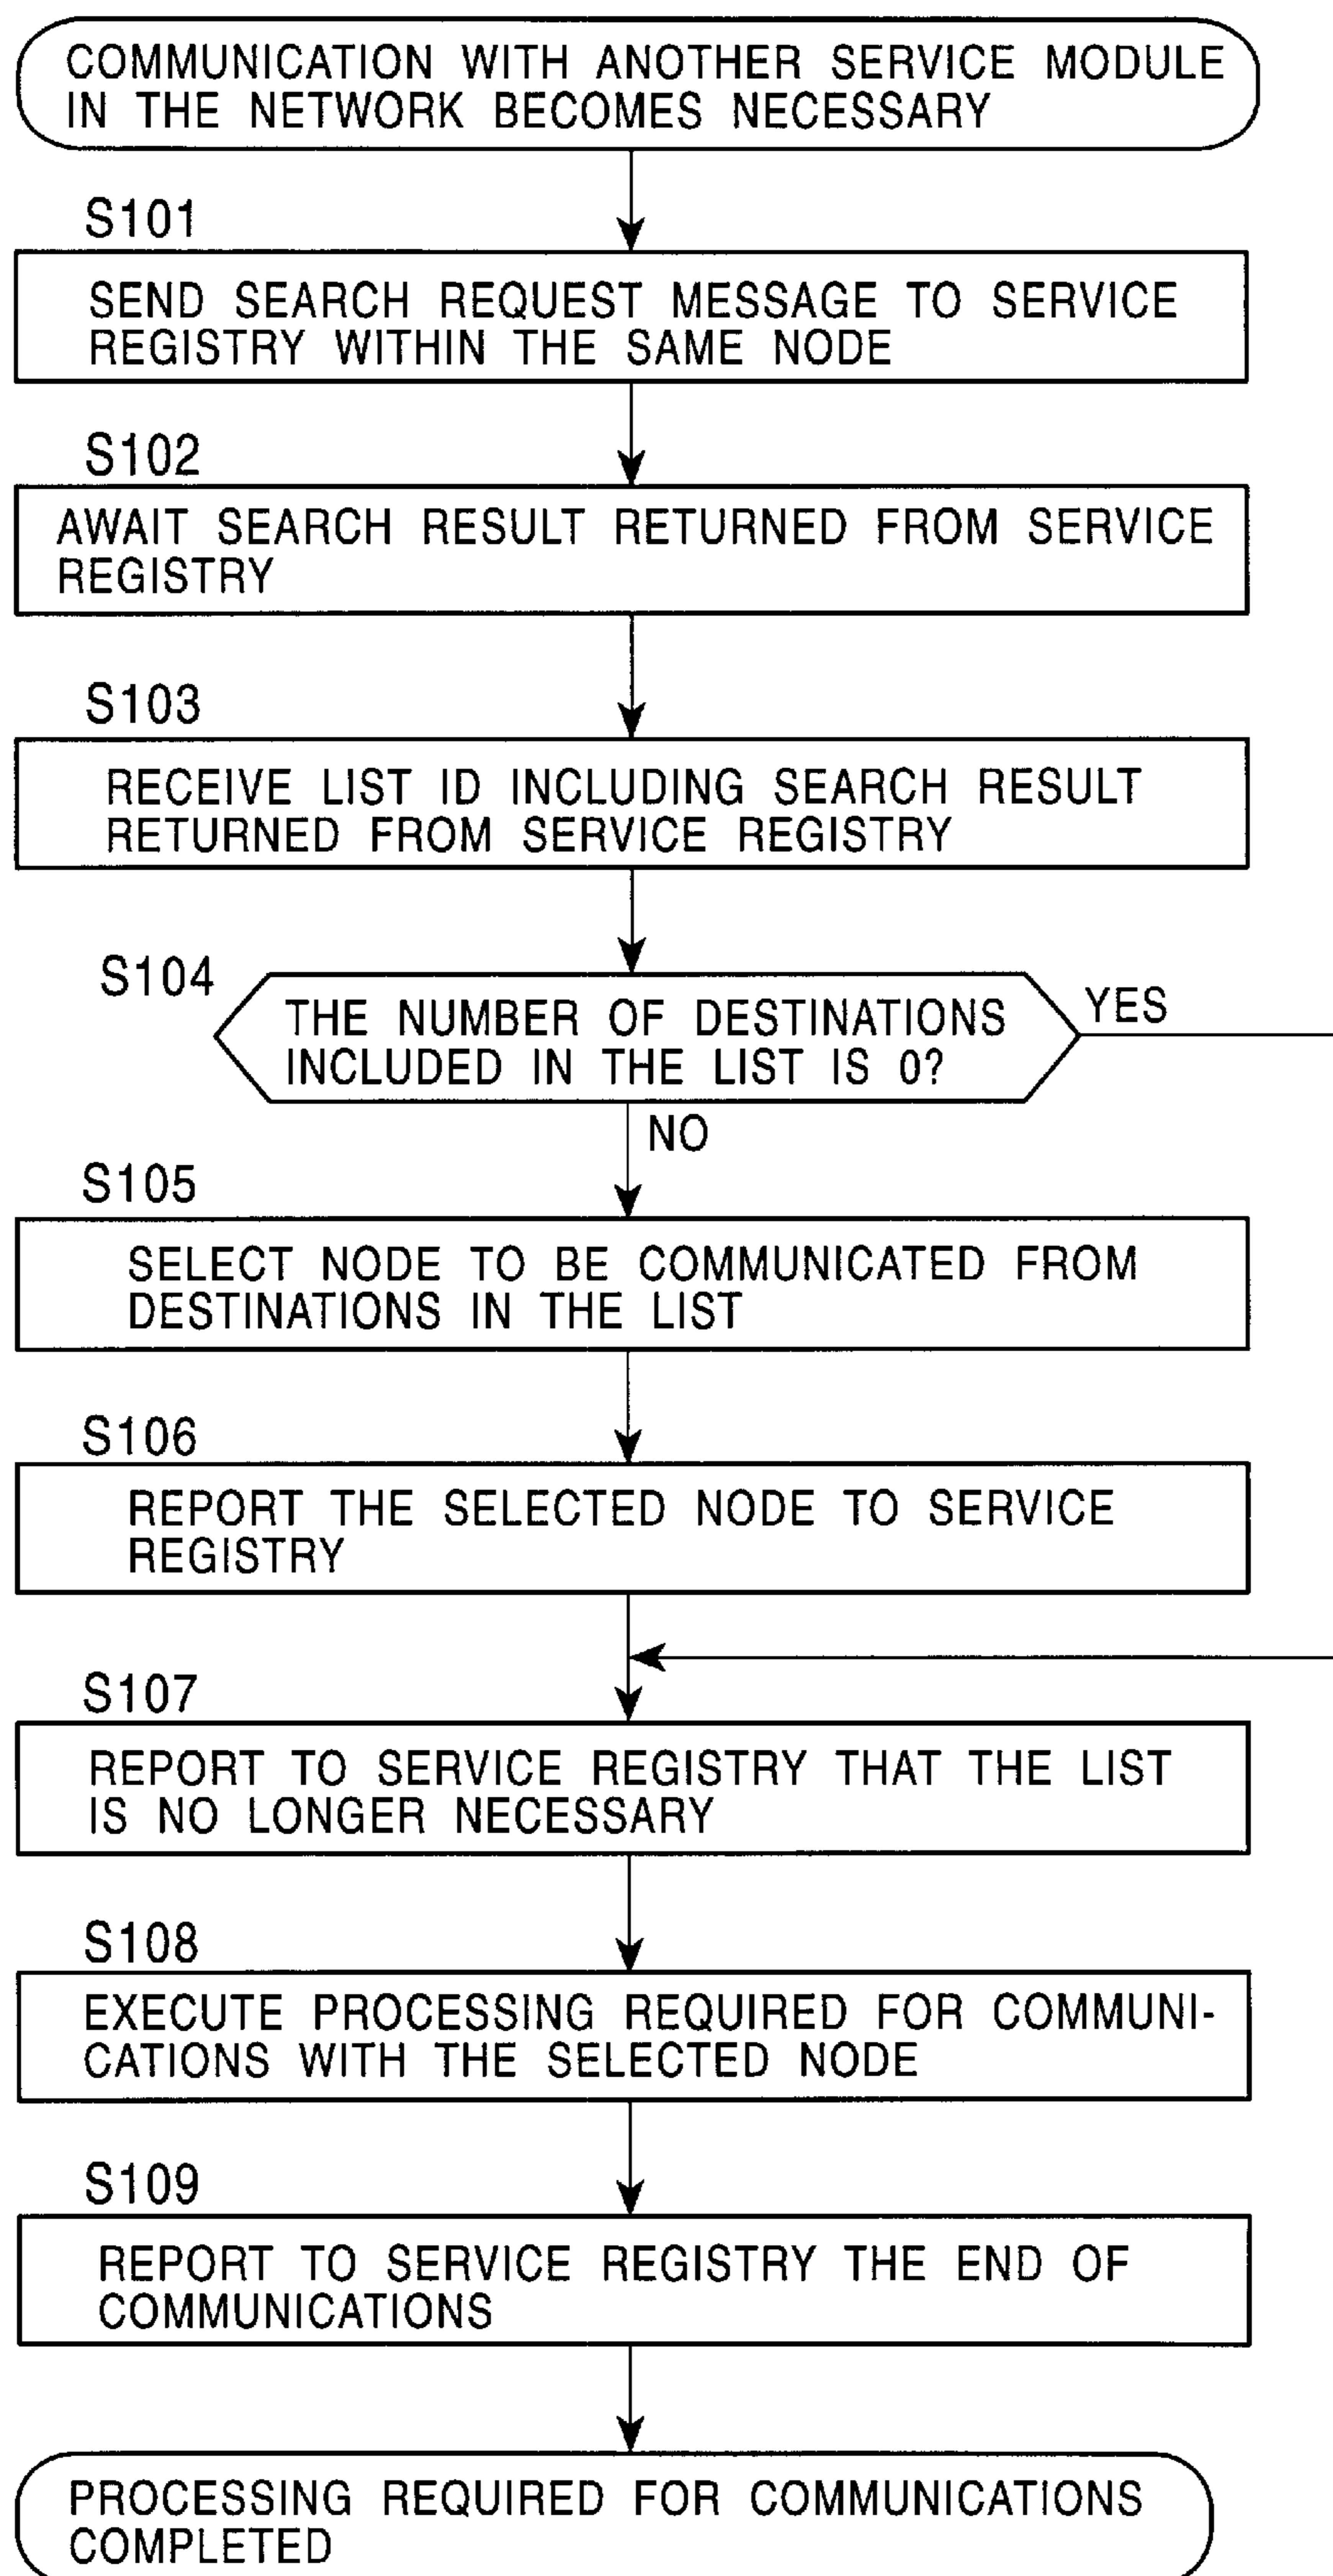 COMMUNICATION WITH ANOTHER SERVICE MODULE
IN THE NETWORK BECOMES NECESSARY
S101
SEND SEARCH REQUEST MESSAGE TO SERVICE
REGISTRY WITHIN THE SAME NODE
S102
AWAIT SEARCH RESULT RETURNED FROM SERVICE
REGISTRY
S103
RECEIVE LIST ID INCLUDING SEARCH RESULT
RETURNED FROM SERVICE REGISTRY
S104
THE NUMBER OF DESTINATIONS
INCLUDED IN THE LIST IS 0?
YES
NO
S105
SELECT NODE TO BE COMMUNICATED FROM
DESTINATIONS IN THE LIST
S106
REPORT THE SELECTED NODE TO SERVICE
REGISTRY
S107
REPORT TO SERVICE REGISTRY THAT THE LIST
IS NO LONGER NECESSARY
S108
EXECUTE PROCESSING REQUIRED FOR COMMUNI-
CATIONS WITH THE SELECTED NODE
S109
REPORT TO SERVICE REGISTRY THE END OF
COMMUNICATIONS
PROCESSING REQUIRED FOR COMMUNICATIONS
COMPLETED